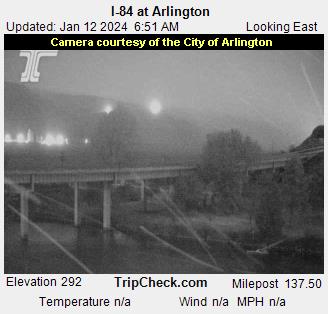 I-84 at Arlington
Updated: Jan 12 2024 6:51 AM Looking East
Camera courtesy of the City of Arlington
Elevation 292 TripCheck.com Milepost 137.50
Temperature n/a Wind n/a MPH n/a